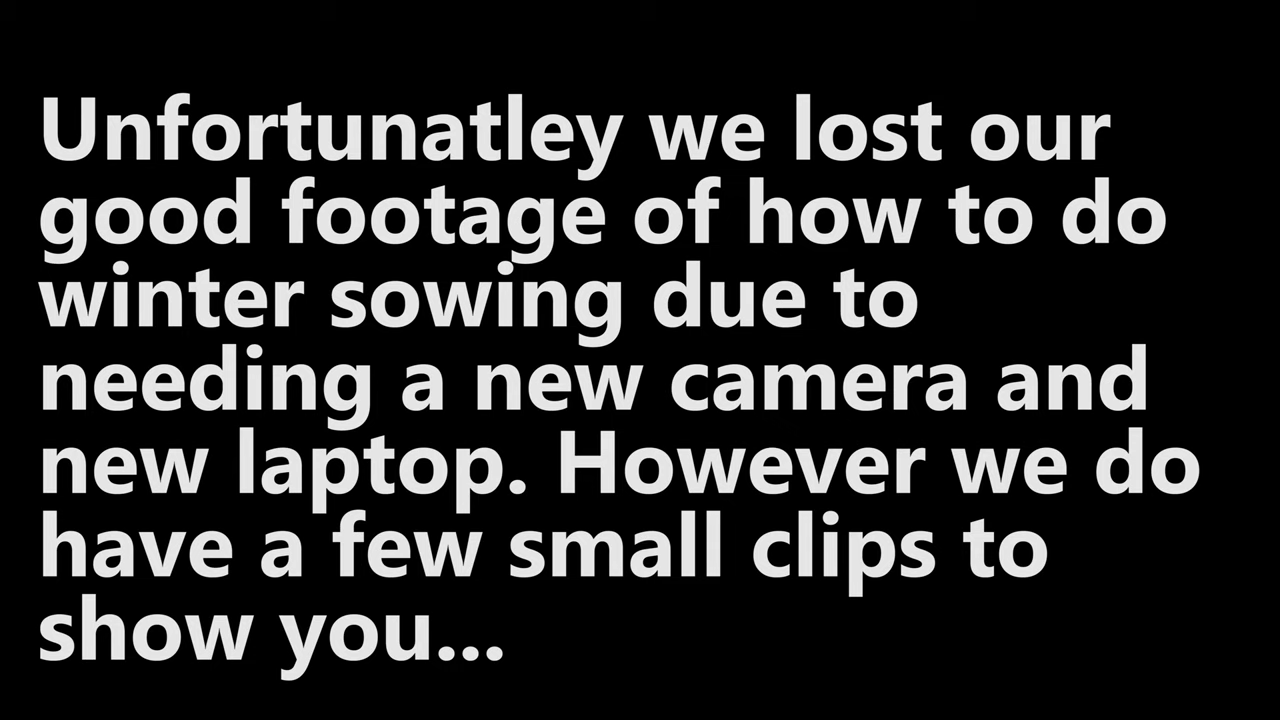 Unfortunatley we lost our
good footage of how to do
winter sowing due to
needing a new camera and
new laptop. However we do
have a few small clips to
show you...